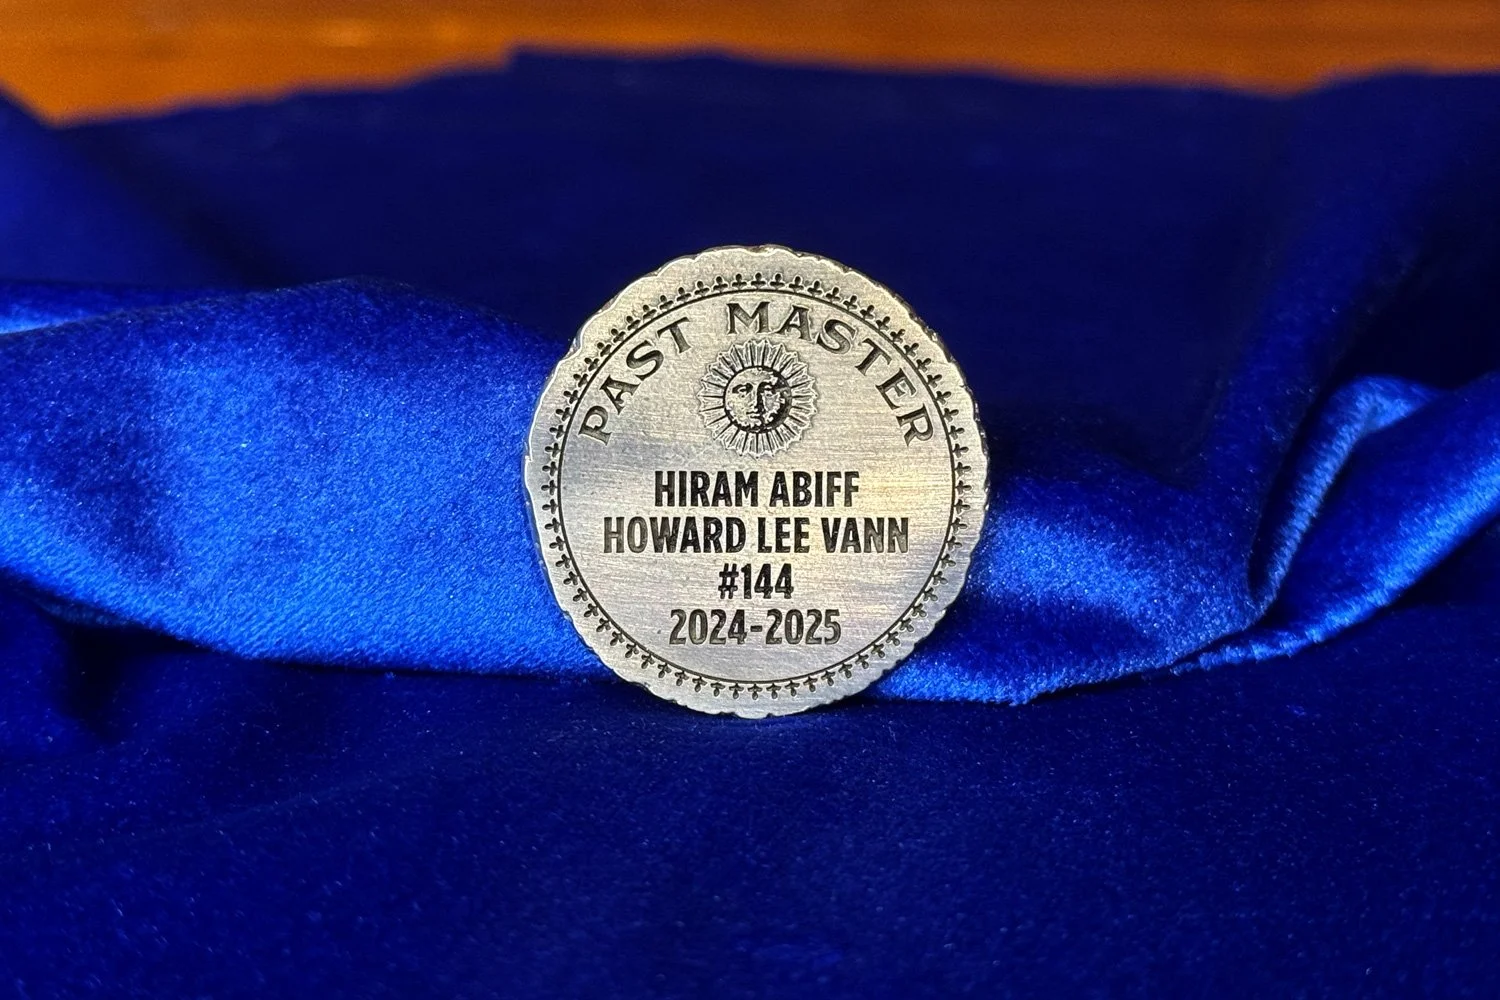 PAST MASTER
HIRAM ABIFF
HOWARD LEE VANN
#144
2024-2025